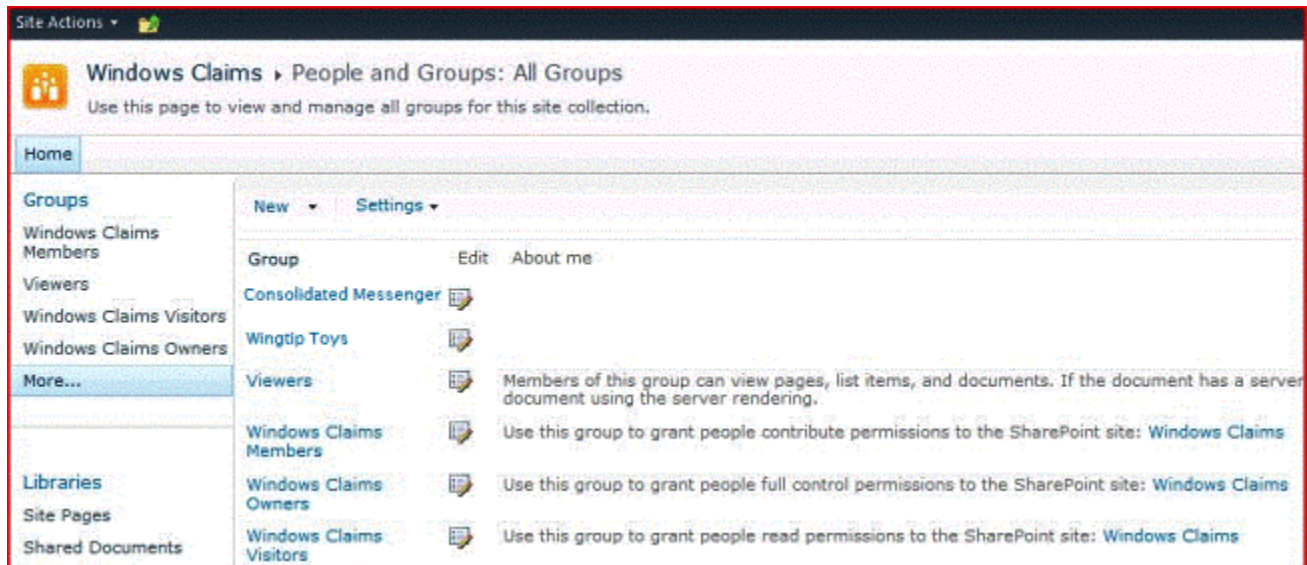 Site Actions
Windows Claims ▸ People and Groups: All Groups
Use this page to view and manage all groups for this site collection.
Home
Groups
Windows Claims
Members
Viewers
Windows Claims Visitors
Windows Claims Owners
More...
Libraries
Site Pages
Shared Documents
New Settings
Group Edit About me
Consolidated Messenger
Wingtip Toys
Viewers Members of this group can view pages, list items, and documents. If the document has a server
document using the server rendering.
Windows Claims Use this group to grant people contribute permissions to the SharePoint site: Windows Claims
Members
Windows Claims Use this group to grant people full control permissions to the SharePoint site: Windows Claims
Owners
Windows Claims Use this group to grant people read permissions to the SharePoint site: Windows Claims
Visitors